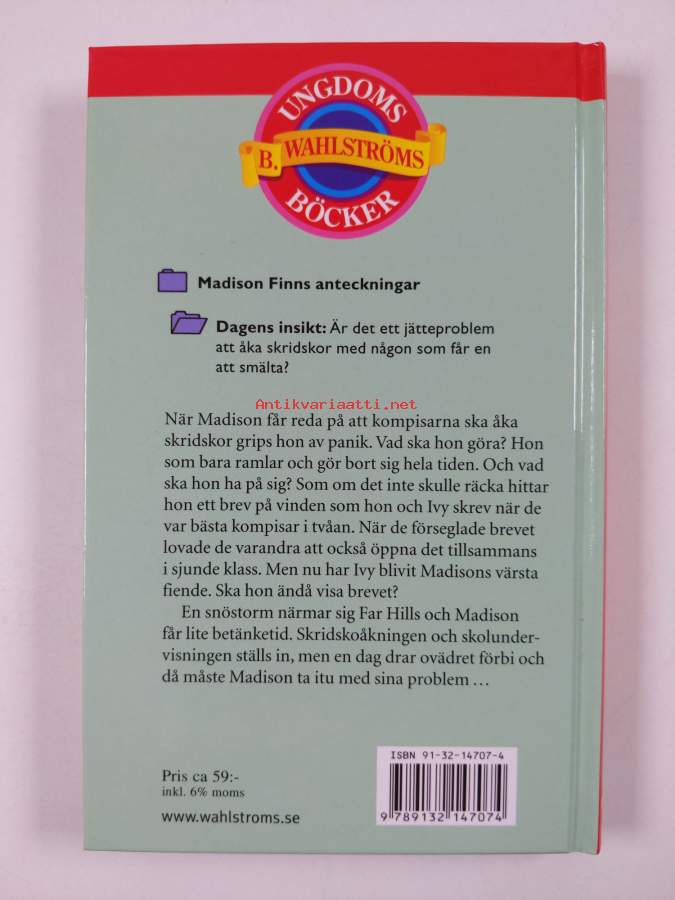 UNGDOMS
B. WAHLSTRÖMS
BÖCKER
Madison Finns anteckningar
Dagens insikt: Är det ett jätteproblem
att åka skridskor med någon som får en
att smälta?
Antikvariaatti.net
När Madison får reda på att kompisarna ska åka
skridskor grips hon av panik. Vad ska hon göra? Hon
som bara ramlar och gör bort sig hela tiden. Och vad
ska hon ha på sig? Som om det inte skulle räcka hittar
hon ett brev på vinden som hon och Ivy skrev när de
var bästa kompisar i tvåan. När de förseglade brevet
lovade de varandra att också öppna det tillsammans
i sjunde klass. Men nu har Ivy blivit Madisons värsta
fiende. Ska hon ändå visa brevet?
En snöstorm närmar sig Far Hills och Madison
får lite betänketid. Skridskoåkningen och skolunder-
visningen ställs in, men en dag drar ovädret förbi och
då måste Madison ta itu med sina problem ...
Pris ca 59:-
inkl. 6% moms
www.wahlstroms.se
ISBN 91-32-14707-4
9 789132 147074